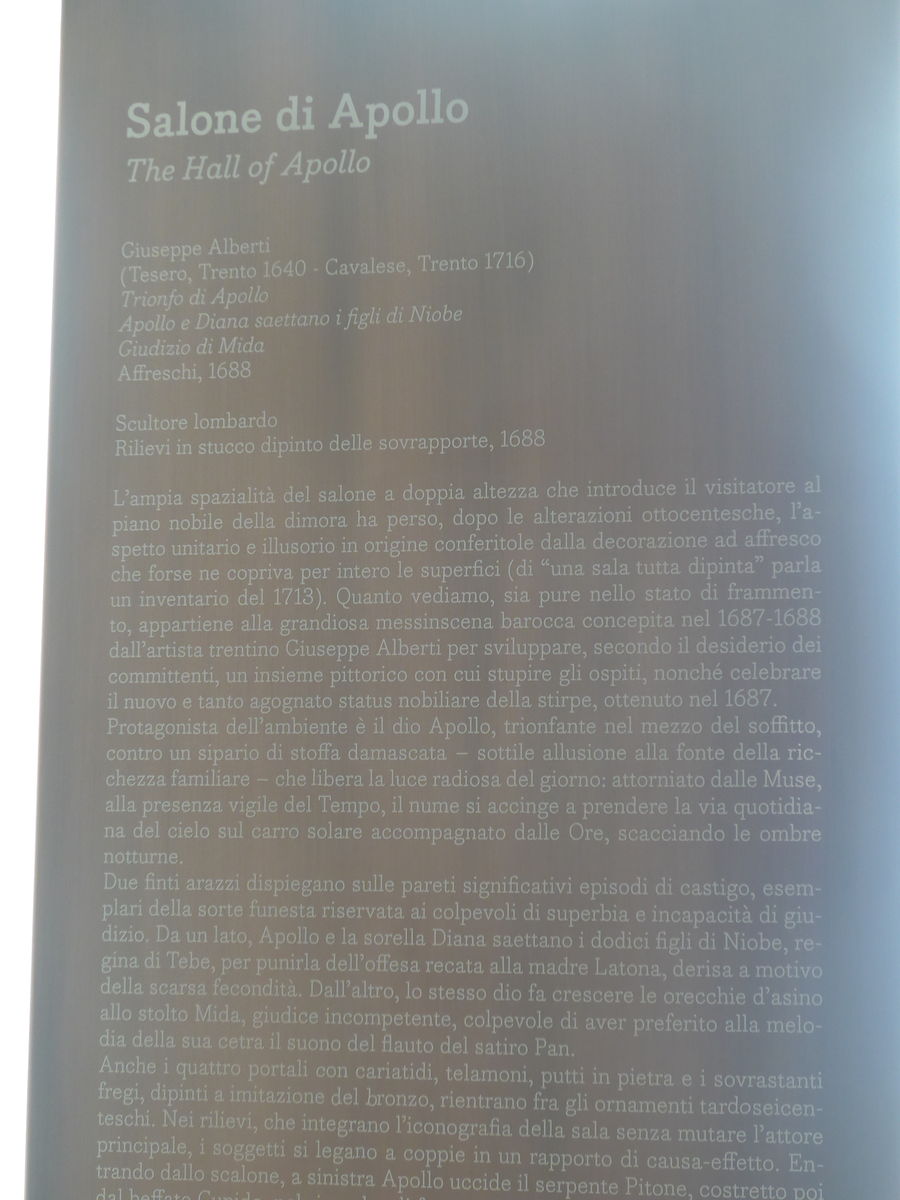 Salone di Apollo
The Hall of Apollo
Giuseppe Alberti
(Tesero, Trento 1640 - Cavalese, Trento 1716)
Trionfo di Apollo
Apollo e Diana saettano i figli di Niobe
Giudizio di Mida
Affreschi, 1688
Scultore lombardo
Rilievi in stucco dipinto delle sovrapporte, 1688
L'ampia spazialità del salone a doppia altezza che introduce il visitatore al
piano nobile della dimora ha perso, dopo le alterazioni ottocentesche, l'a-
spetto unitario e illusorio in origine conferitole dalla decorazione ad affresco
che forse ne copriva per intero le superfici (di “una sala tutta dipinta” parla
un inventario del 1713). Quanto vediamo, sia pure nello stato di frammen-
to, appartiene alla grandiosa messinscena barocca concepita nel 1687-1688
dall'artista trentino Giuseppe Alberti per sviluppare, secondo il desiderio dei
committenti, un insieme pittorico con cui stupire gli ospiti, nonché celebrare
il nuovo e tanto agognato status nobiliare della stirpe, ottenuto nel 1687.
Protagonista dell'ambiente è il dio Apollo, trionfante nel mezzo del soffitto,
contro un sipario di stoffa damascata – sottile allusione alla fonte della ric-
chezza familiare – che libera la luce radiosa del giorno: attorniato dalle Muse,
alla presenza vigile del Tempo, il nume si accinge a prendere la via quotidia-
na del cielo sul carro solare accompagnato dalle Ore, scacciando le ombre
notturne.
Due finti arazzi dispiegano sulle pareti significativi episodi di castigo, esem-
plari della sorte funesta riservata ai colpevoli di superbia e incapacità di giu-
dizio. Da un lato, Apollo e la sorella Diana saettano i dodici figli di Niobe, re-
gina di Tebe, per punirla dell'offesa recata alla madre Latona, derisa a motivo
della scarsa fecondità. Dall'altro, lo stesso dio fa crescere le orecchie d'asino
allo stolto Mida, giudice incompetente, colpevole di aver preferito alla melo-
dia della sua cetra il suono del flauto del satiro Pan.
Anche i quattro portali con cariatidi, telamoni, putti in pietra e i sovrastanti
fregi, dipinti a imitazione del bronzo, rientrano fra gli ornamenti tardoseicen-
teschi. Nei rilievi, che integrano l'iconografia della sala senza mutare l'attore
principale, i soggetti si legano a coppie in un rapporto di causa-effetto. En-
trando dallo scalone, a sinistra Apollo uccide il serpente Pitone, costretto poi
dal beffato Cupido